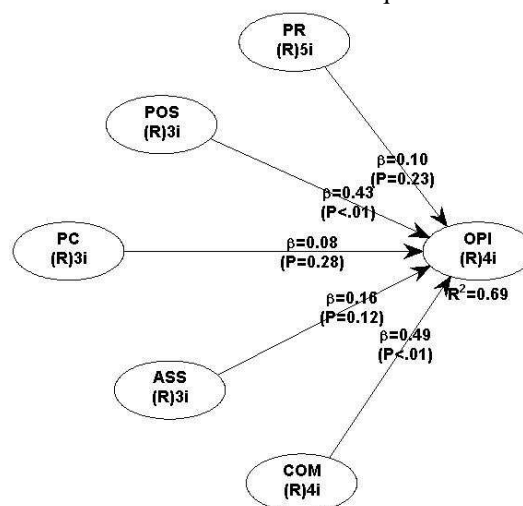 PR
(R)5i
POS
(R)3i
β=0.10
(P=0.23)
β=0.43
(P<.01)
PC
(R)3i
β=0.08
(P=0.28)
OPI
(R)4i
R²=0.69
β=0.16
(P=0.12)
β=0.49
(P<.01)
ASS
(R)3i
COM
(R)4i